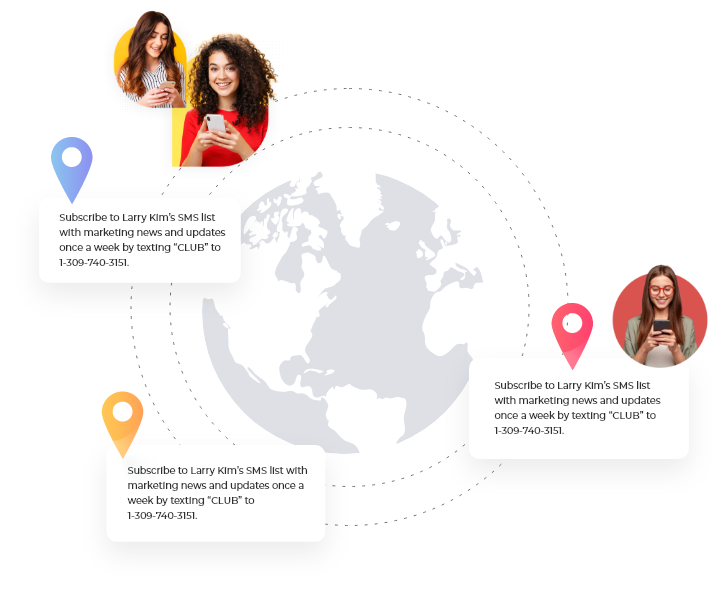 Subscribe to Larry Kim's SMS list
with marketing news and updates
once a week by texting “CLUB” to
1-309-740-3151.
Subscribe to Larry Kim's SMS list
with marketing news and updates
once a week by texting “CLUB” to
1-309-740-3151.
Subscribe to Larry Kim's SMS list with
marketing news and updates once a
week by texting “CLUB” to
1-309-740-3151.